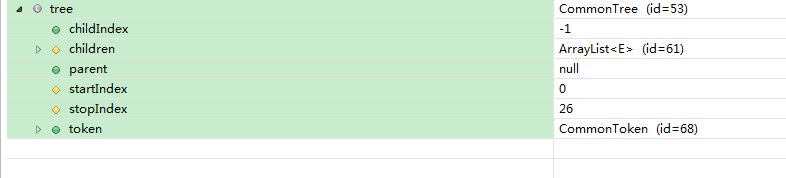 tree CommonTree (id=53)
childIndex -1
children ArrayList<E> (id=61)
parent null
startIndex 0
stopIndex 26
token CommonToken (id=68)